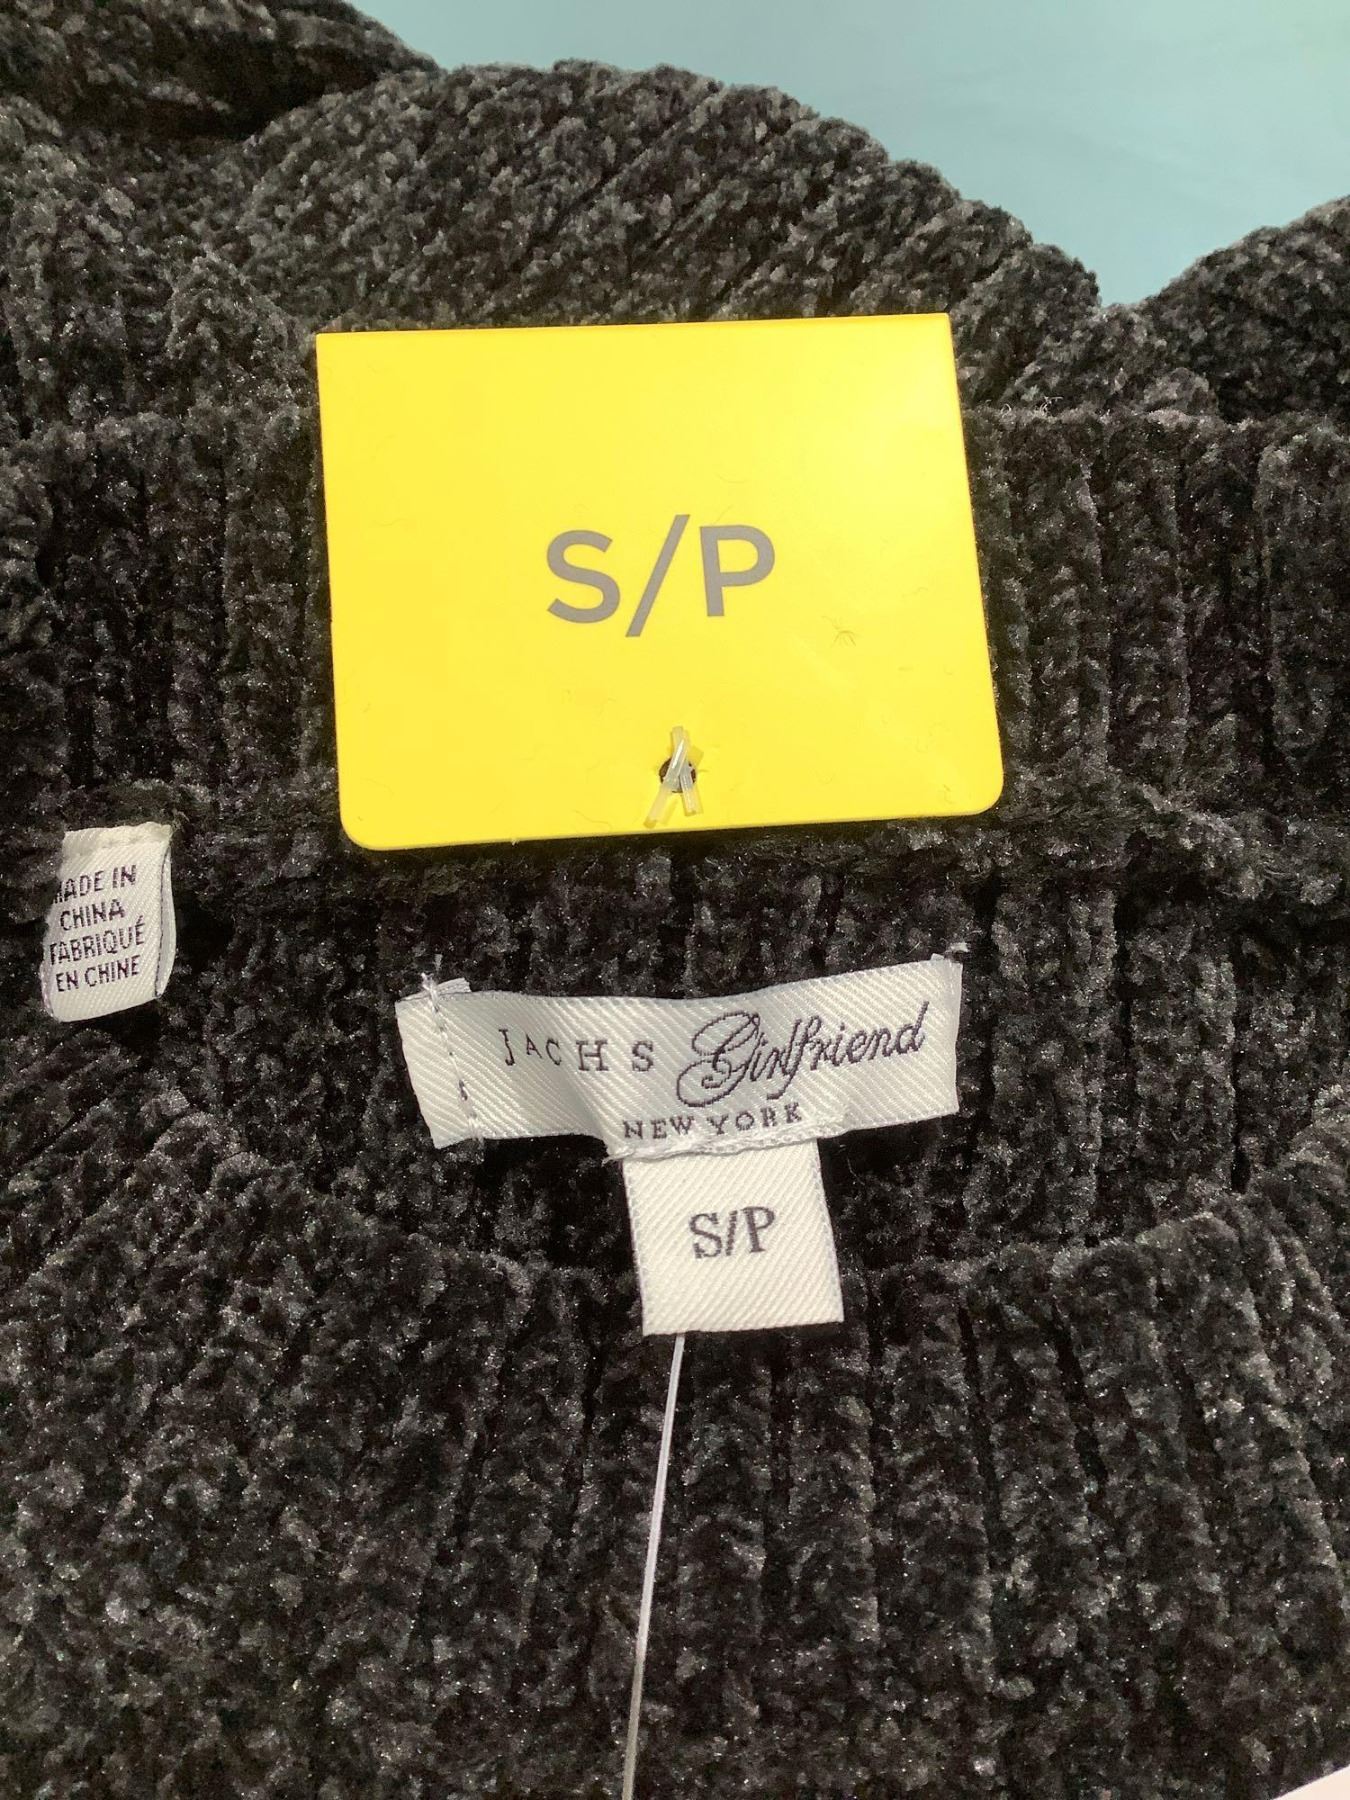 S/P
MADE IN
CHINA
FABRIQUÉ
EN CHINE
JACHS Girlfriend
NEW YORK
S/P